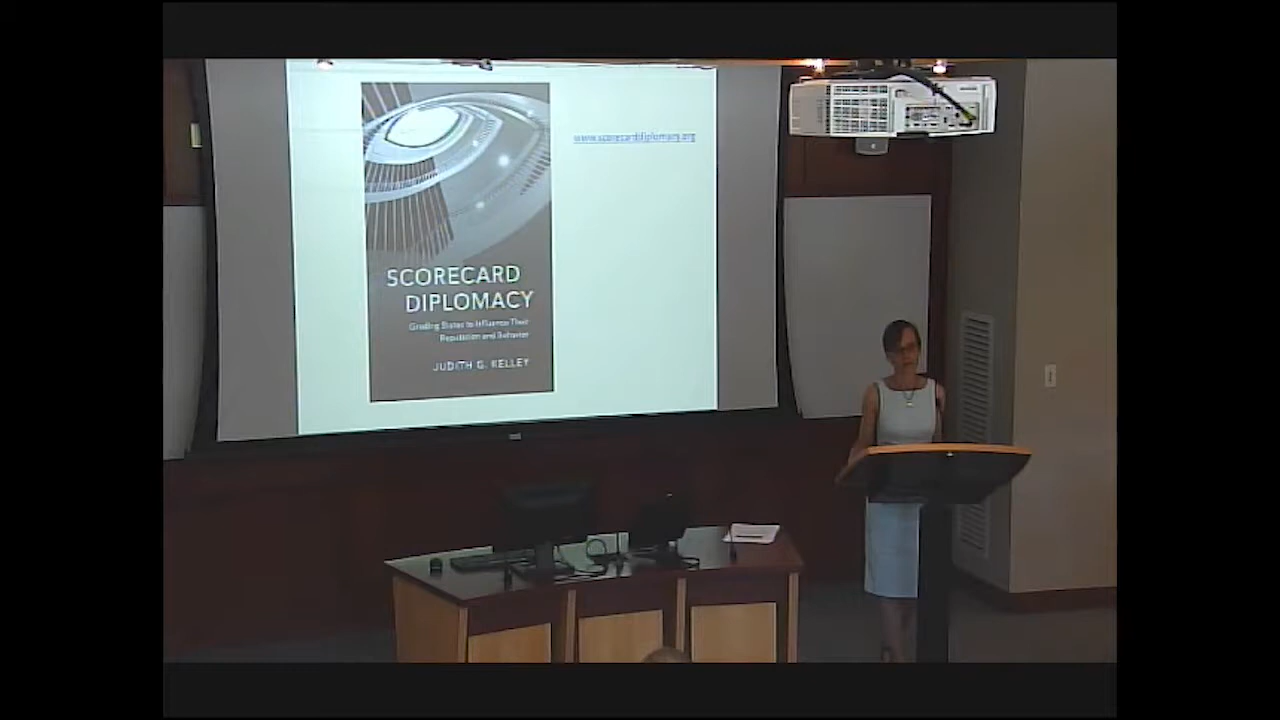 SCORECARD
DIPLOMACY
Grading States to Influence Their
Reputation and Behavior
JUDITH G. KELLEY
www.scorecarddiplomacy.org